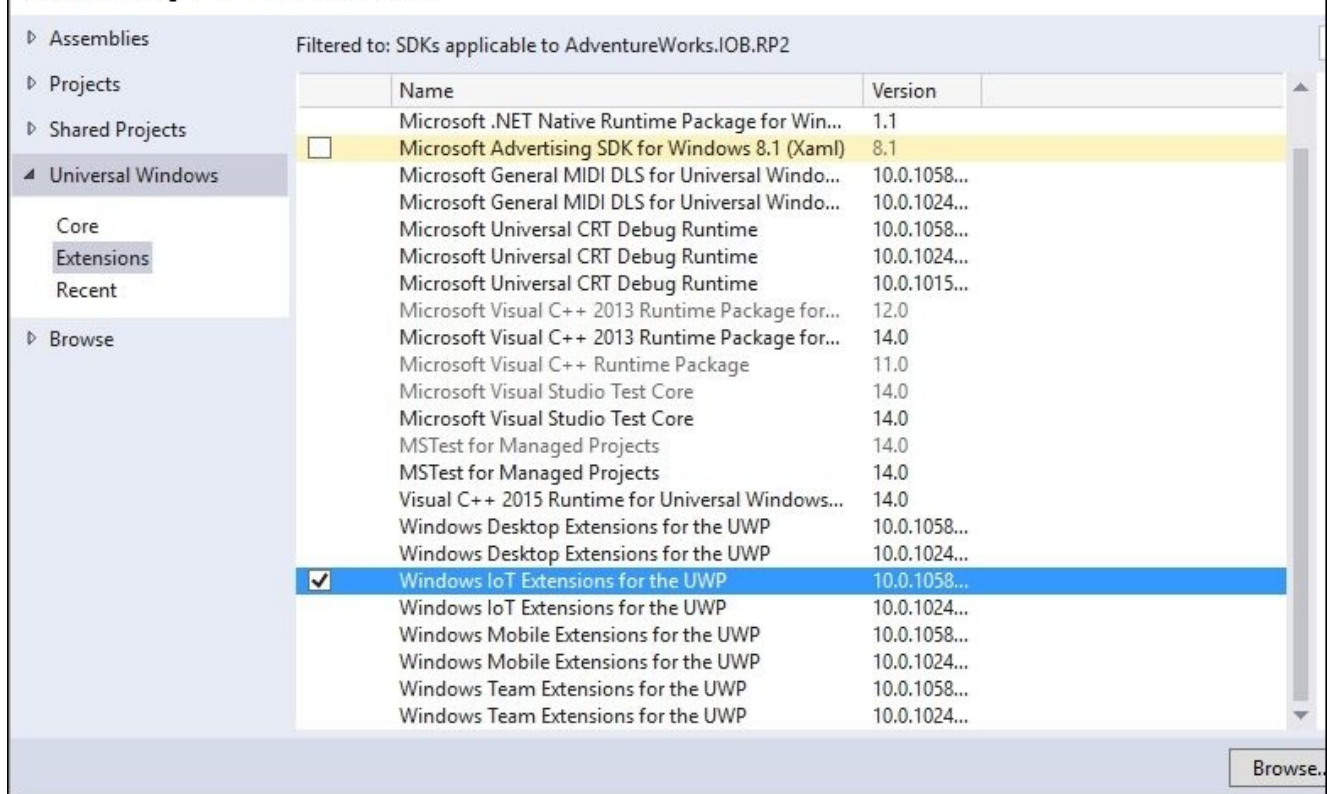 Assemblies
Projects
Shared Projects
Universal Windows
Core
Extensions
Recent
Browse
Filtered to: SDKs applicable to AdventureWorks.IOB.RP2
Name Version
Microsoft .NET Native Runtime Package for Win... 1.1
Microsoft Advertising SDK for Windows 8.1 (Xaml) 8.1
Microsoft General MIDI DLS for Universal Windo... 10.0.1058...
Microsoft General MIDI DLS for Universal Windo... 10.0.1024...
Microsoft Universal CRT Debug Runtime 10.0.1058...
Microsoft Universal CRT Debug Runtime 10.0.1024...
Microsoft Universal CRT Debug Runtime 10.0.1015...
Microsoft Visual C++ 2013 Runtime Package for... 12.0
Microsoft Visual C++ 2013 Runtime Package for... 14.0
Microsoft Visual C++ Runtime Package 11.0
Microsoft Visual Studio Test Core 14.0
Microsoft Visual Studio Test Core 14.0
MSTest for Managed Projects 14.0
MSTest for Managed Projects 14.0
Visual C++ 2015 Runtime for Universal Windows... 14.0
Windows Desktop Extensions for the UWP 10.0.1058...
Windows Desktop Extensions for the UWP 10.0.1024...
Windows IoT Extensions for the UWP 10.0.1058...
Windows IoT Extensions for the UWP 10.0.1024...
Windows Mobile Extensions for the UWP 10.0.1058...
Windows Mobile Extensions for the UWP 10.0.1024...
Windows Team Extensions for the UWP 10.0.1058...
Windows Team Extensions for the UWP 10.0.1024...
Browse..